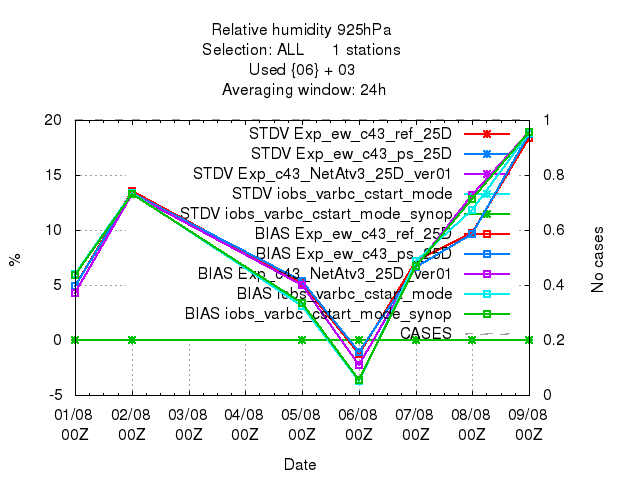 Relative humidity 925hPa
Selection: ALL 1 stations
Used {06} + 03
Averaging window: 24h
20 1
STDV Exp_ew_c43_ref_25D
STDV Exp_ew_c43_ps_25D
15 STDV Exp_c43_NetAtv3_25D_ver01 0.8
STDV iobs_varbc_cstart_mode
STDV iobs_varbc_cstart_mode_synop
10 BIAS Exp_ew_c43_ref_25D 0.6
BIAS Exp_ew_c43_ps_25D
% No cases
BIAS Exp_c43_NetAtv3_25D_ver01
5 0.4
BIAS iobs_varbc_cstart_mode
BIAS iobs_varbc_cstart_mode_synop
CASES
0 0.2
-5 0
01/08 02/08 03/08 04/08 05/08 06/08 07/08 08/08 09/08
00Z 00Z 00Z 00Z 00Z 00Z 00Z 00Z 00Z
Date